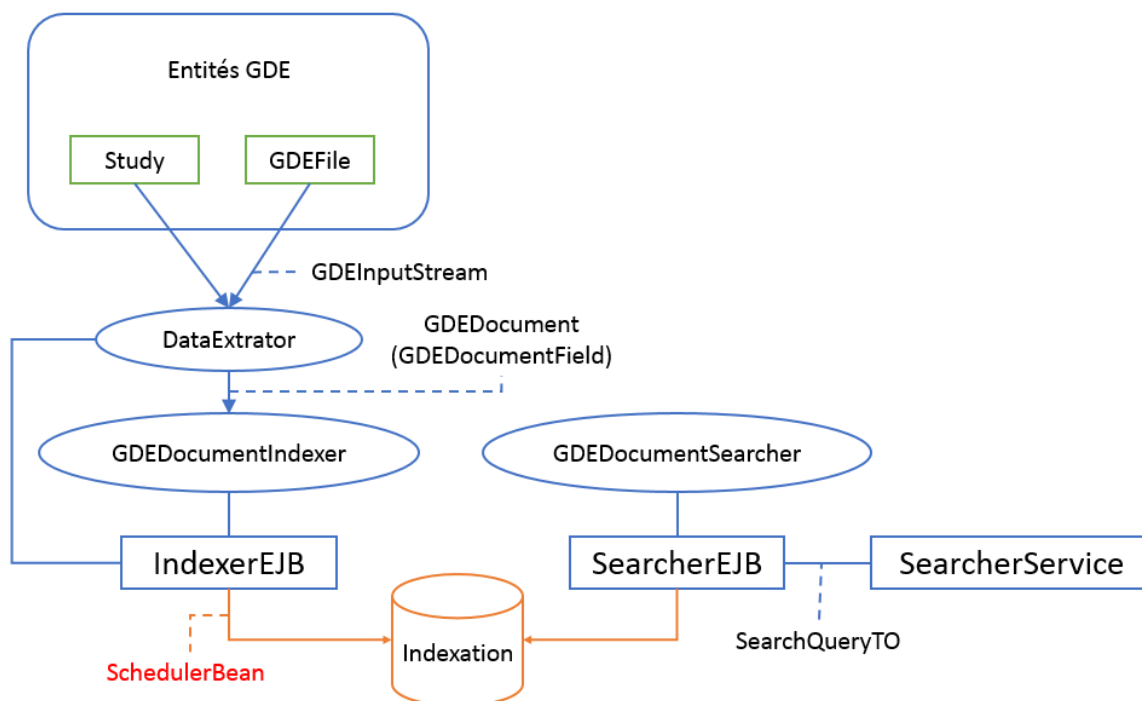 Entités GDE
Study
GDEFile
GDEInputStream
DataExtrator
GDEDocument
(GDEDocumentField)
GDEDocumentIndexer
GDEDocumentSearcher
IndexerEJB
SearcherEJB
SearcherService
Indexation
SearchQueryTO
SchedulerBean